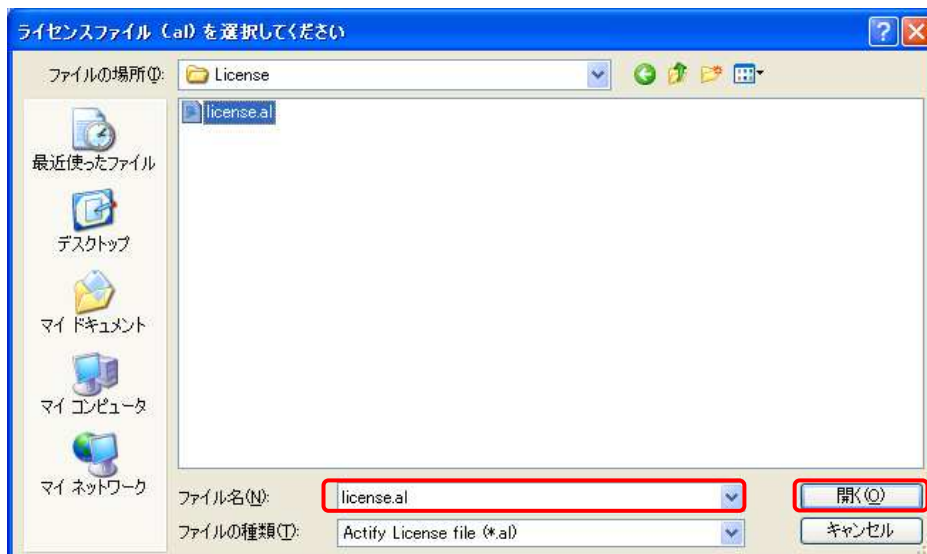 ライセンスファイル (al) を選択してください
ファイルの場所(I): License
license.al
最近使ったファイル
デスクトップ
マイ ドキュメント
マイ コンピュータ
マイ ネットワーク
ファイル名(N): license.al 開く(O)
ファイルの種類(T): Actify License file (*.al) キャンセル